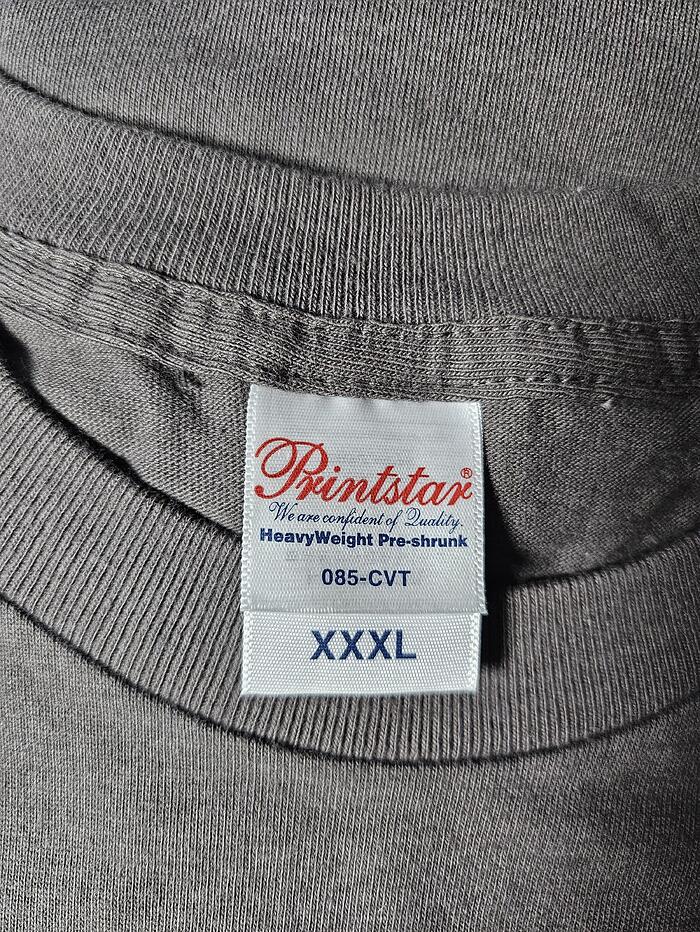 Printstar®
We are confident of Quality.
HeavyWeight Pre-shrunk
085-CVT
XXXL